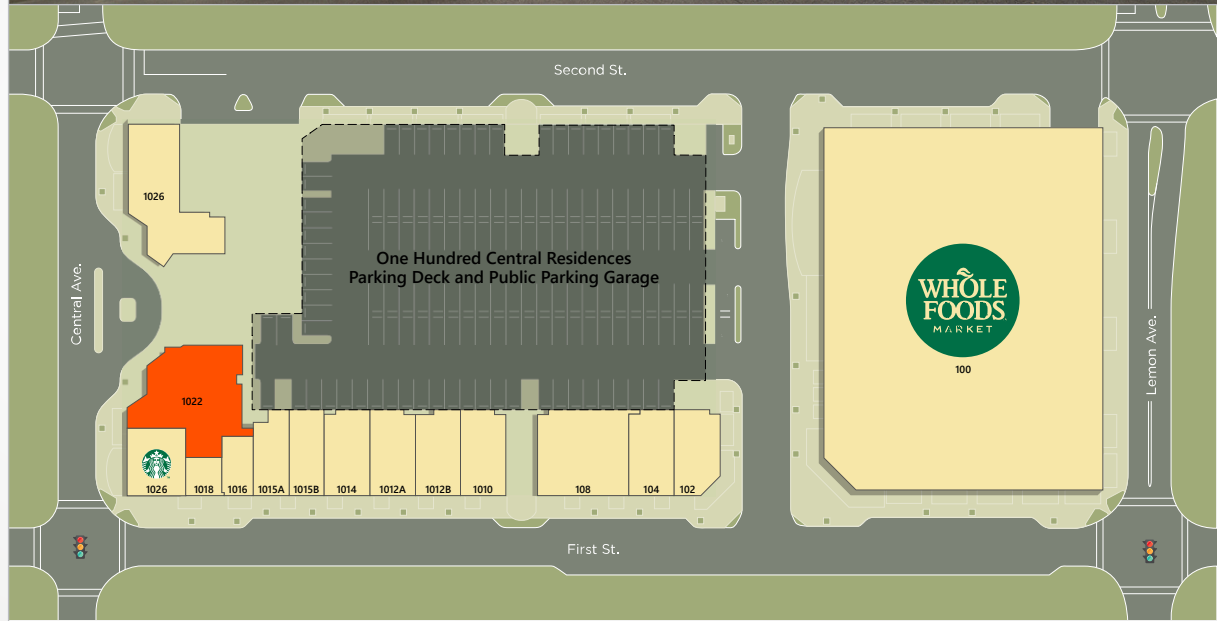 Second St.
1026
One Hundred Central Residences
Parking Deck and Public Parking Garage
Central Ave.
WHOLE
FOODS
MARKET
100
Lemon Ave.
1022
1026
1018
1016
1015A
1015B
1014
1012A
1012B
1010
108
104
102
First St.